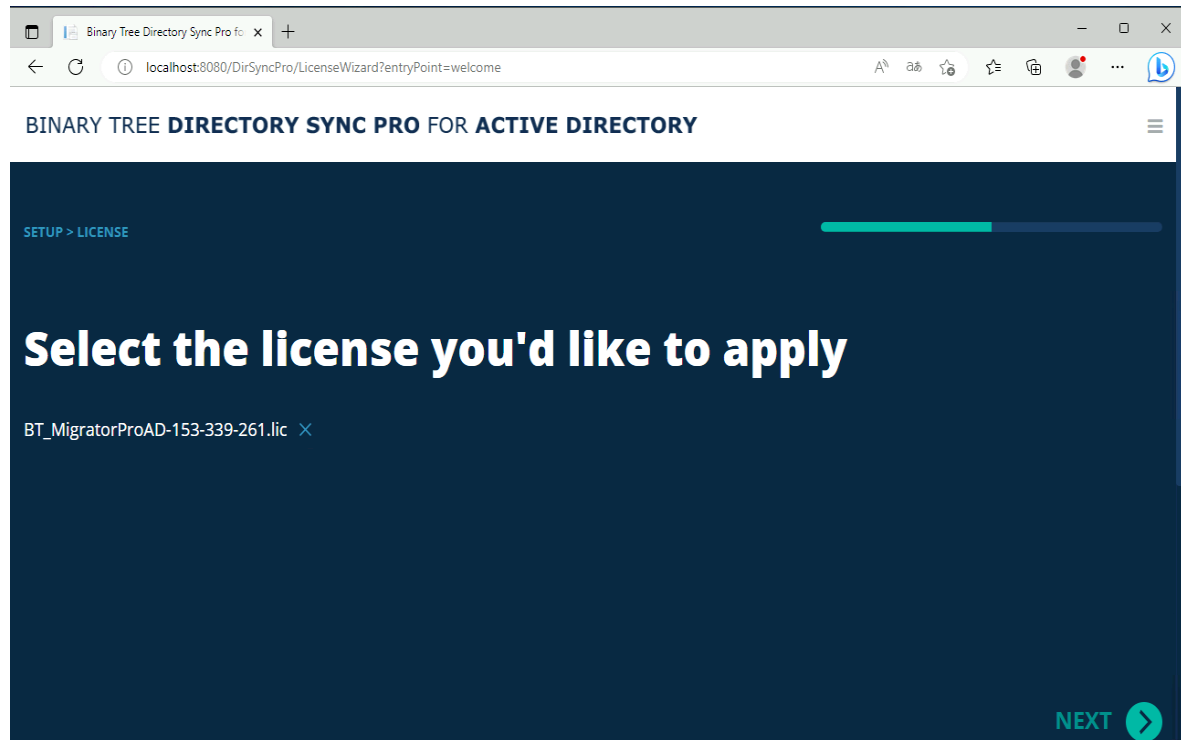 Binary Tree Directory Sync Pro fo
localhost:8080/DirSyncPro/LicenseWizard?entryPoint=welcome
BINARY TREE DIRECTORY SYNC PRO FOR ACTIVE DIRECTORY
SETUP > LICENSE
Select the license you'd like to apply
BT_MigratorProAD-153-339-261.lic
NEXT